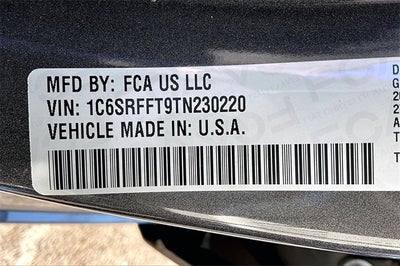 MFD BY: FCA US LLC
VIN: 1C6SRFFT9TN230220
VEHICLE MADE IN: U.S.A.